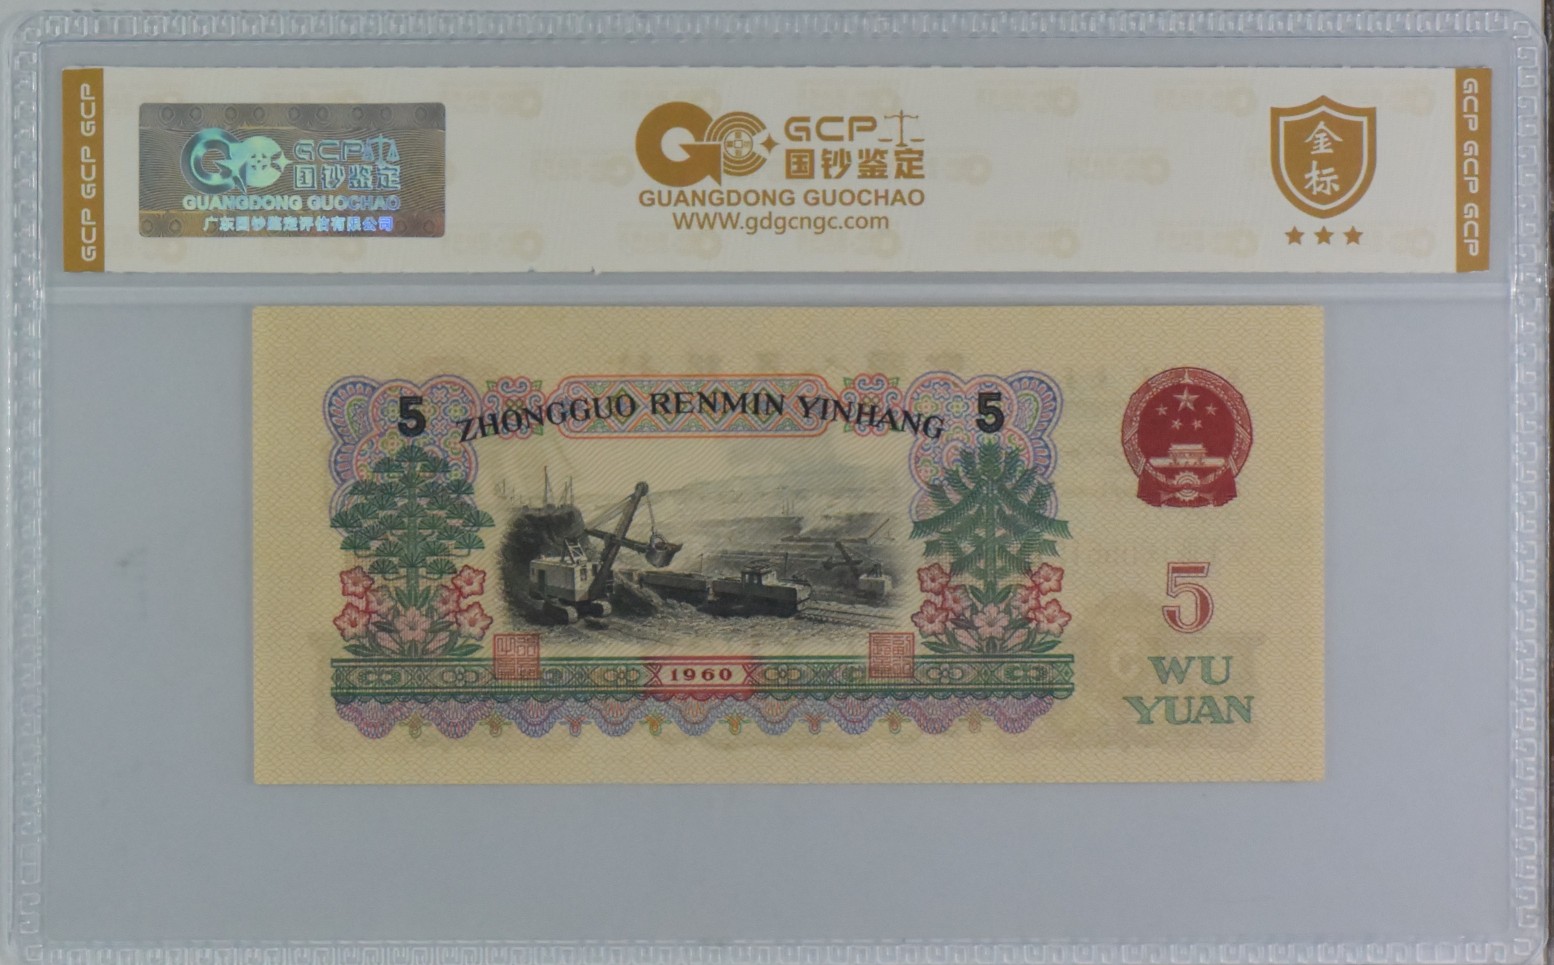 GCP GCP GCP
GCP
国钞鉴定
GUANGDONG GUOCHAO
广东国钞鉴定评估有限公司
GCP
国钞鉴定
GUANGDONG GUOCHAO
WWW.gdgcngc.com
金
标
GCP GCP GCP
5
ZHONGGUO RENMIN YINHANG
5
1960
5
WU
YUAN